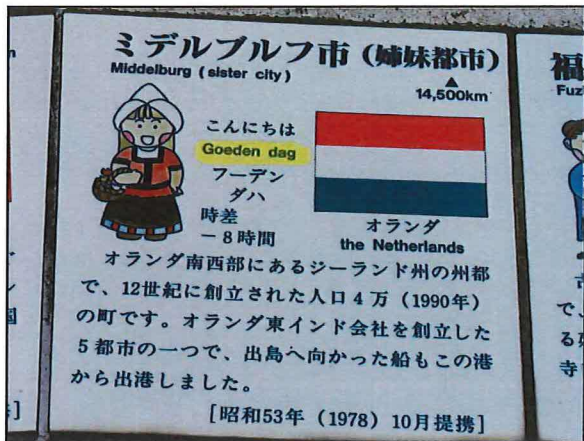 ミデルブルフ市（姉妹都市）
Middelburg (sister city)
▲
14,500km
こんにちは
Goeden dag
フーデン
ダハ
時差
－8時間
オランダ
the Netherlands
オランダ南西部にあるジーランド州の州都
で、12世紀に創立された人口4万（1990年）
の町です。オランダ東インド会社を創立した
5都市の一つで、出島へ向かった船もこの港
から出港しました。
［昭和53年（1978）10月提携］
福
Fuz
で、
寺